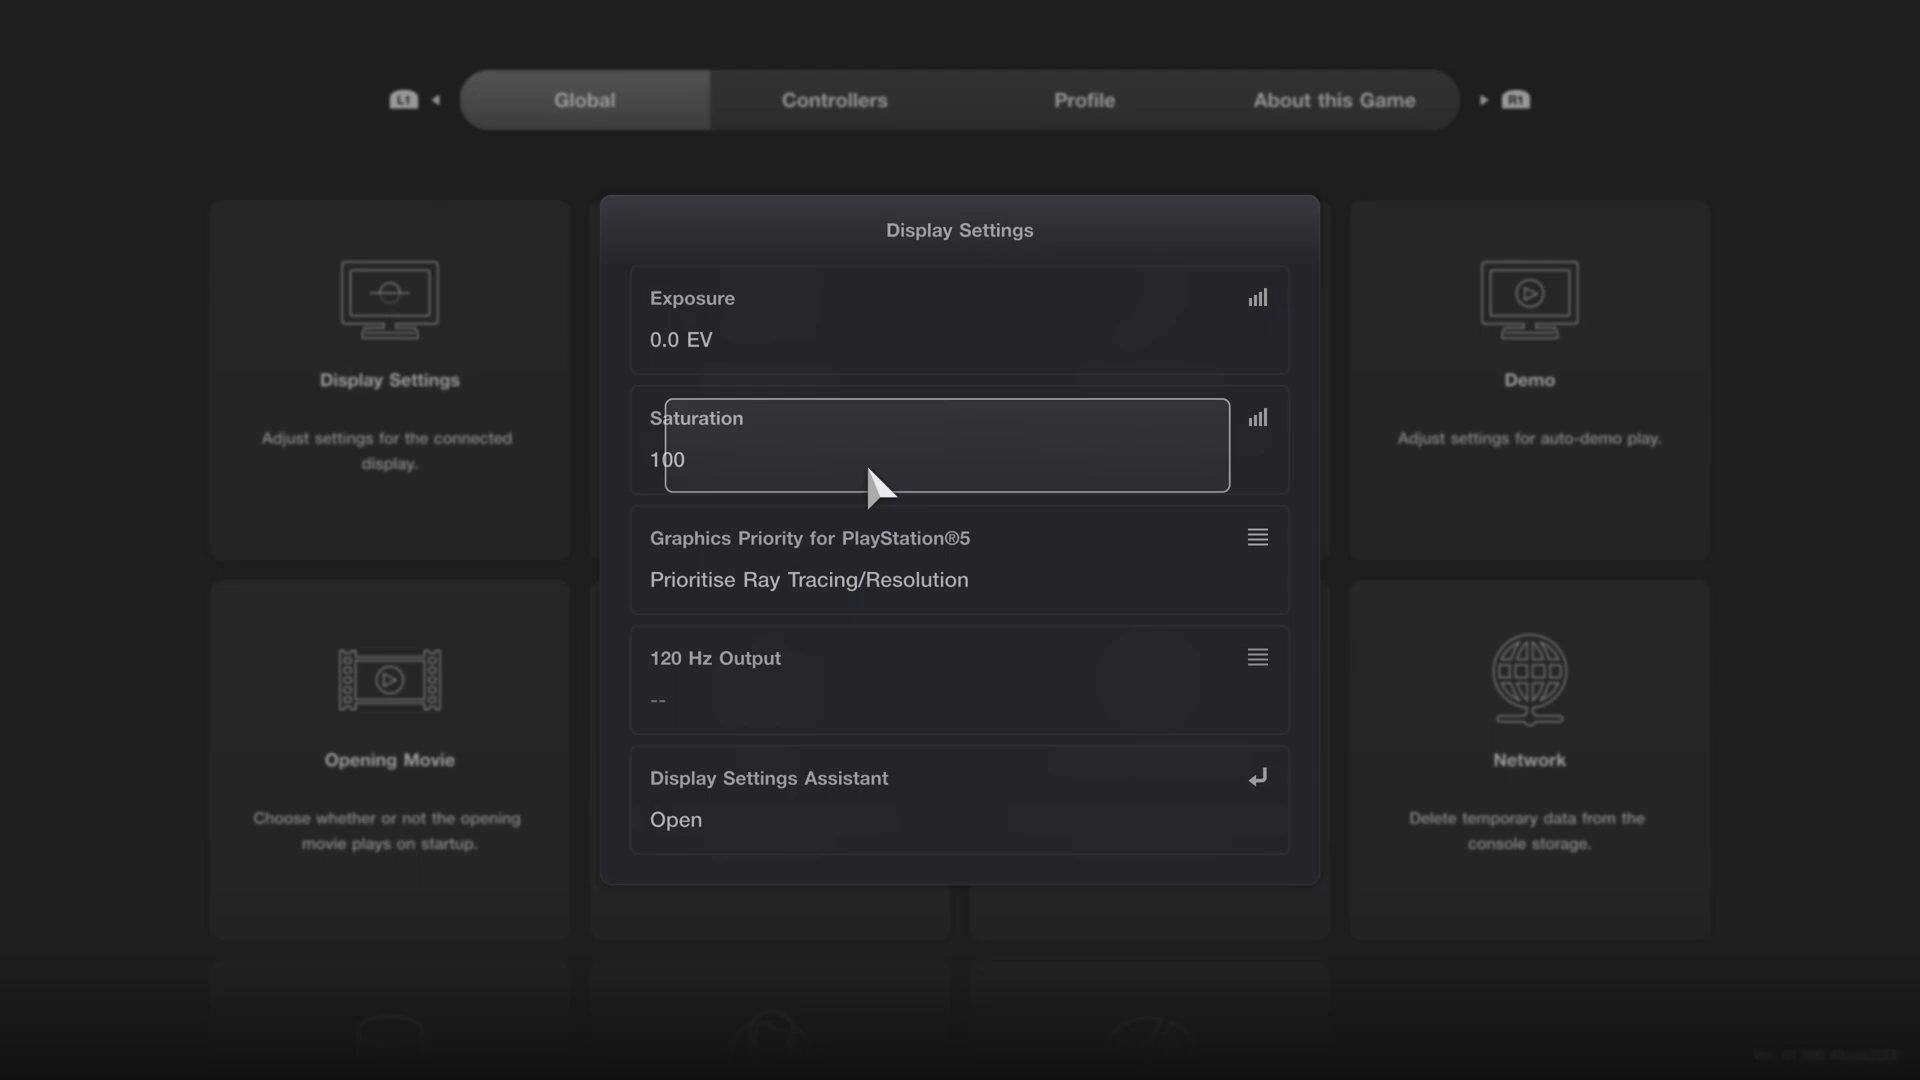 L1
Global
Controllers
Profile
About this Game
R1
Display Settings
Exposure
0.0 EV
Saturation
100
Graphics Priority for PlayStation®5
Prioritise Ray Tracing/Resolution
120 Hz Output
--
Display Settings Assistant
Open
Display Settings
Adjust settings for the connected
display.
Demo
Adjust settings for auto-demo play.
Opening Movie
Choose whether or not the opening
movie plays on startup.
Network
Delete temporary data from the
console storage.